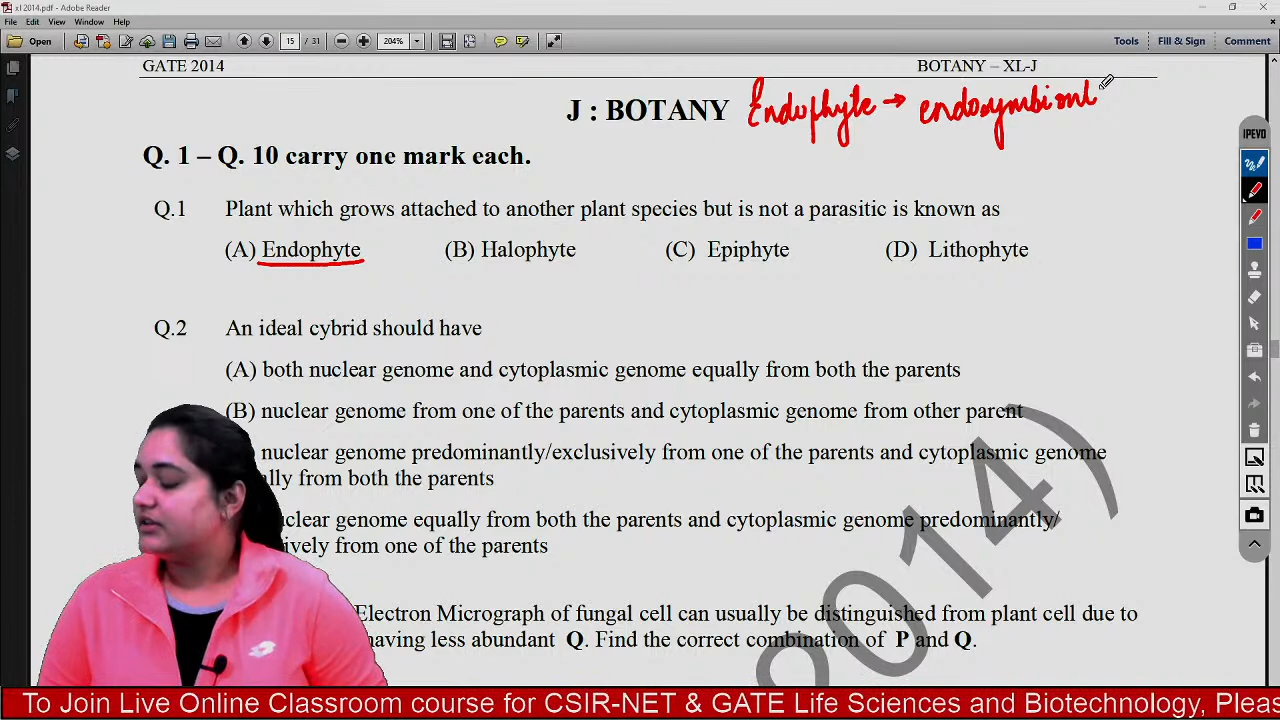 xl 2014.pdf - Adobe Reader
File Edit View Window Help
Open 15 / 31 204% Tools Fill & Sign Comment
GATE 2014 BOTANY – XL-J
J : BOTANY Endophyte → endosymbiont
Q. 1 – Q. 10 carry one mark each.
IPEVO
Q.1 Plant which grows attached to another plant species but is not a parasitic is known as
(A) Endophyte (B) Halophyte (C) Epiphyte (D) Lithophyte
Q.2 An ideal cybrid should have
(A) both nuclear genome and cytoplasmic genome equally from both the parents
(B) nuclear genome from one of the parents and cytoplasmic genome from other parent
nuclear genome predominantly/exclusively from one of the parents and cytoplasmic genome
ally from both the parents
uclear genome equally from both the parents and cytoplasmic genome predominantly/
ively from one of the parents
2014)
Electron Micrograph of fungal cell can usually be distinguished from plant cell due to
having less abundant Q. Find the correct combination of P and Q.
To Join Live Online Classroom course for CSIR-NET & GATE Life Sciences and Biotechnology, Pleas